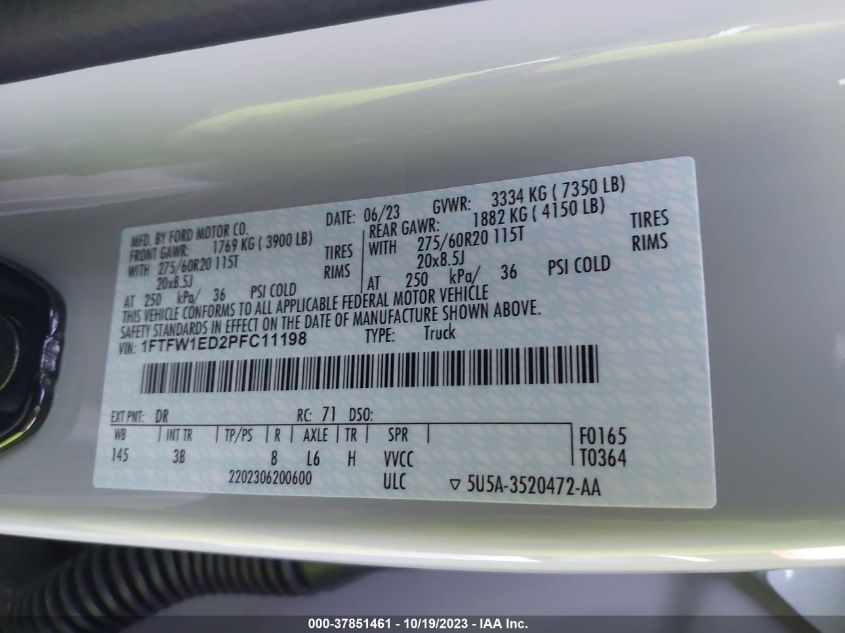 MFD. BY FORD MOTOR CO. DATE: 06/23 GVWR: 3334 KG ( 7350 LB)
FRONT GAWR: 1769 KG ( 3900 LB) REAR GAWR: 1882 KG ( 4150 LB)
WITH 275/60R20 115T TIRES WITH 275/60R20 115T TIRES
20x8.5J RIMS 20x8.5J RIMS
AT 250 kPa/ 36 PSI COLD AT 250 kPa/ 36 PSI COLD
THIS VEHICLE CONFORMS TO ALL APPLICABLE FEDERAL MOTOR VEHICLE
SAFETY STANDARDS IN EFFECT ON THE DATE OF MANUFACTURE SHOWN ABOVE.
VIN: 1FTFW1ED2PFC11198 TYPE: Truck
EXT PNT: DR RC: 71 DSO:
WB INT TR TP/PS R AXLE TR SPR F0165
145 3B 8 L6 H VVCC T0364
2202306200600 ULC ▽ 5U5A-3520472-AA
000-37851461 - 10/19/2023 - IAA Inc.